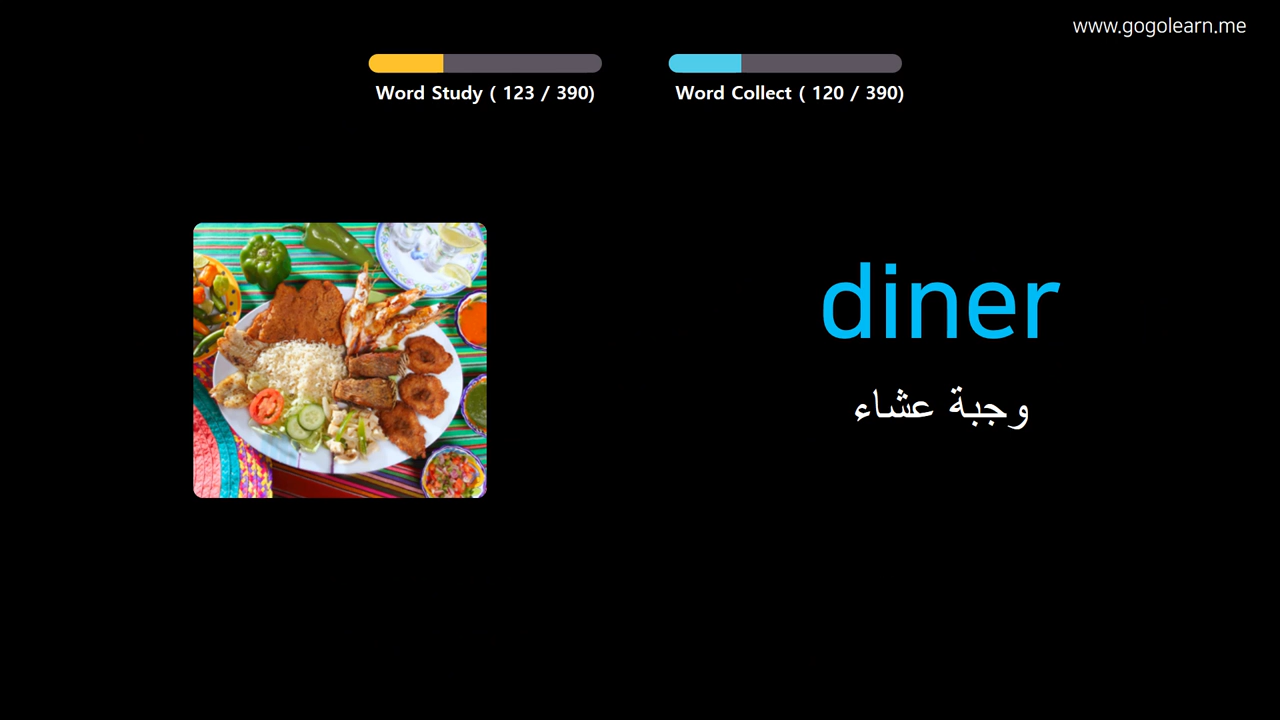 www.gogolearn.me
Word Study ( 123 / 390)
Word Collect ( 120 / 390)
diner
وجبة عشاء